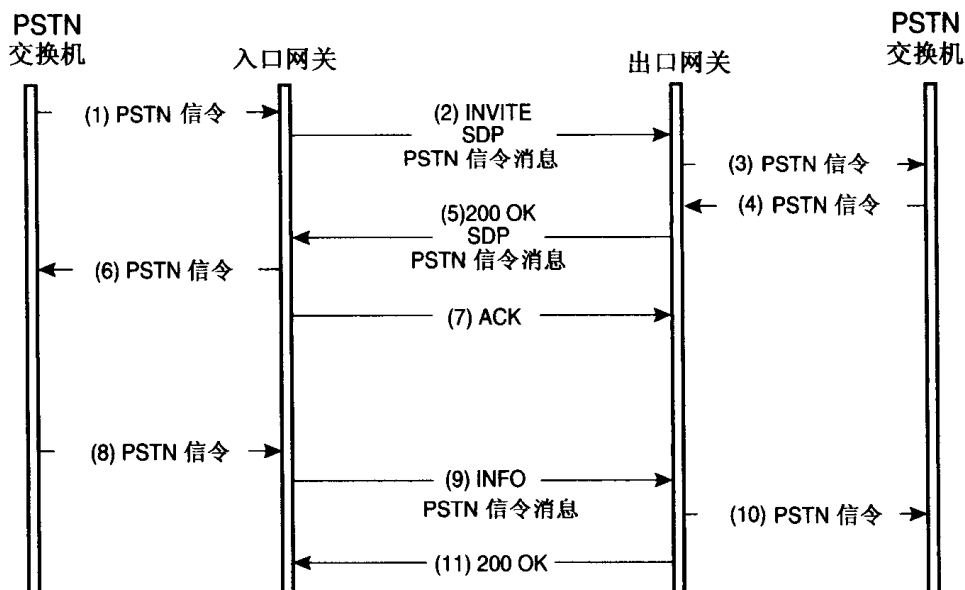 PSTN
交换机
入口网关
出口网关
PSTN
交换机
(1) PSTN 信令
(2) INVITE
SDP
PSTN 信令消息
(3) PSTN 信令
(4) PSTN 信令
(5)200 OK
SDP
PSTN 信令消息
(6) PSTN 信令
(7) ACK
(8) PSTN 信令
(9) INFO
PSTN 信令消息
(10) PSTN 信令
(11) 200 OK